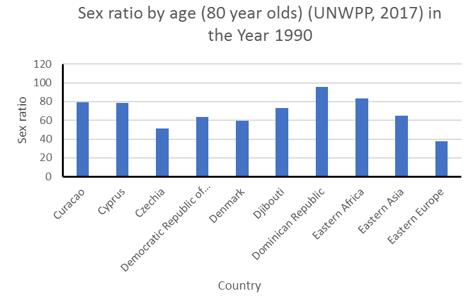 Sex ratio by age (80 year olds) (UNWPP, 2017) in
the Year 1990
120
100
80
60
40
20
0
Sex ratio
Curacao
Cyprus
Czechia
Democratic Republic of...
Denmark
Djibouti
Dominican Republic
Eastern Africa
Eastern Asia
Eastern Europe
Country